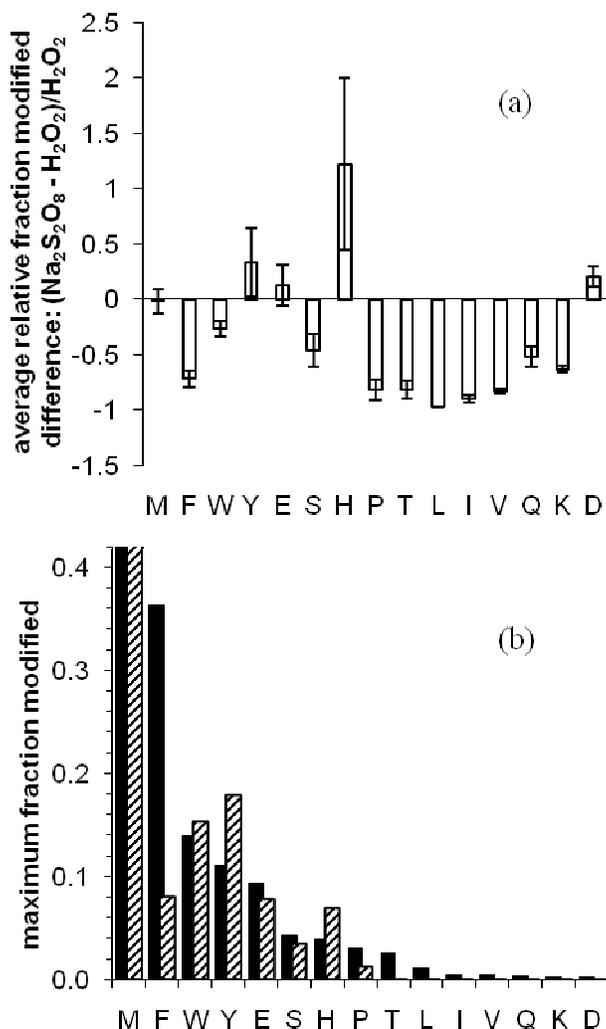 average relative fraction modified
difference: (Na₂S₂O₈ - H₂O₂)/H₂O₂
2.5
2
1.5
1
0.5
0
-0.5
-1
-1.5
(a)
M F W Y E S H P T L I V Q K D
maximum fraction modified
0.4
0.3
0.2
0.1
0.0
(b)
M F W Y E S H P T L I V Q K D